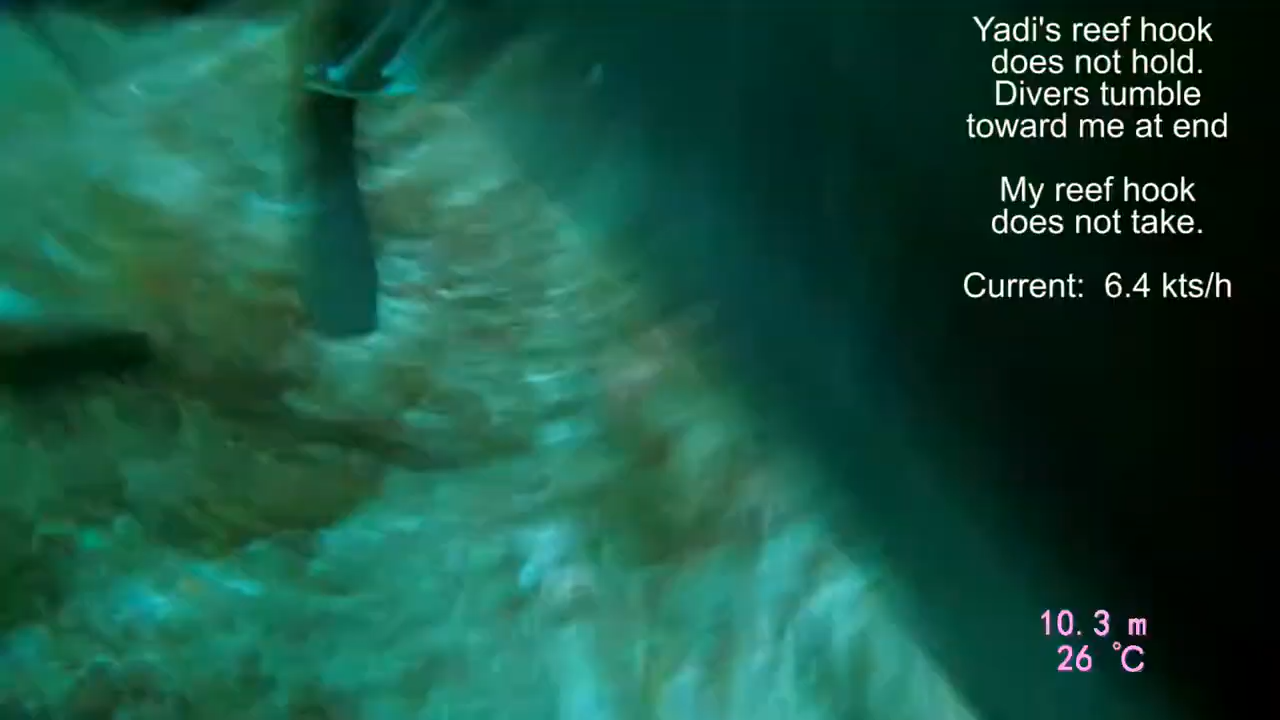 Yadi's reef hook
does not hold.
Divers tumble
toward me at end
My reef hook
does not take.
Current:  6.4 kts/h
10.3 m
26 °C